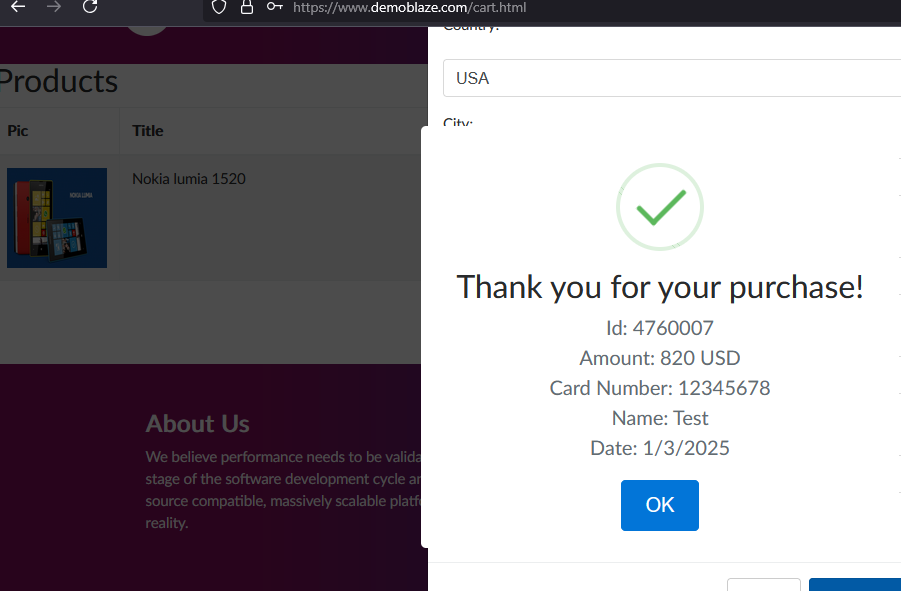 https://www.demoblaze.com/cart.html
Country:
USA
City:
Products
Pic
Title
Nokia lumia 1520
NOKIA LUMIA
Thank you for your purchase!
Id: 4760007
Amount: 820 USD
Card Number: 12345678
Name: Test
Date: 1/3/2025
OK
About Us
We believe performance needs to be valida
stage of the software development cycle ar
source compatible, massively scalable platf
reality.